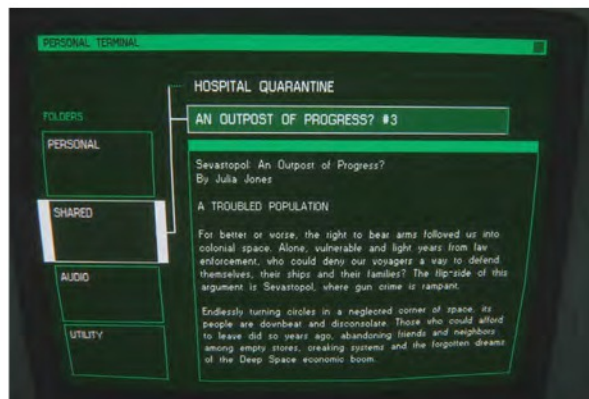 PERSONAL TERMINAL
HOSPITAL QUARANTINE
FOLDERS
AN OUTPOST OF PROGRESS? #3
PERSONAL
Sevastopol: An Outpost of Progress?
By Julia Jones
SHARED
A TROUBLED POPULATION
For better or worse, the right to bear arms followed us into
colonial space. Alone, vulnerable and light years from law
enforcement, who could deny our voyagers a way to defend
themselves, their ships and their families? The flip-side of this
argument is Sevastopol, where gun crime is rampant.
AUDIO
Endlessly turning circles in a neglected corner of space, its
people are downbeat and disconsolate. Those who could afford
to leave did so years ago, abandoning friends and neighbors
among empty stores, creaking systems and the forgotten dreams
of the Deep Space economic boom.
UTILITY